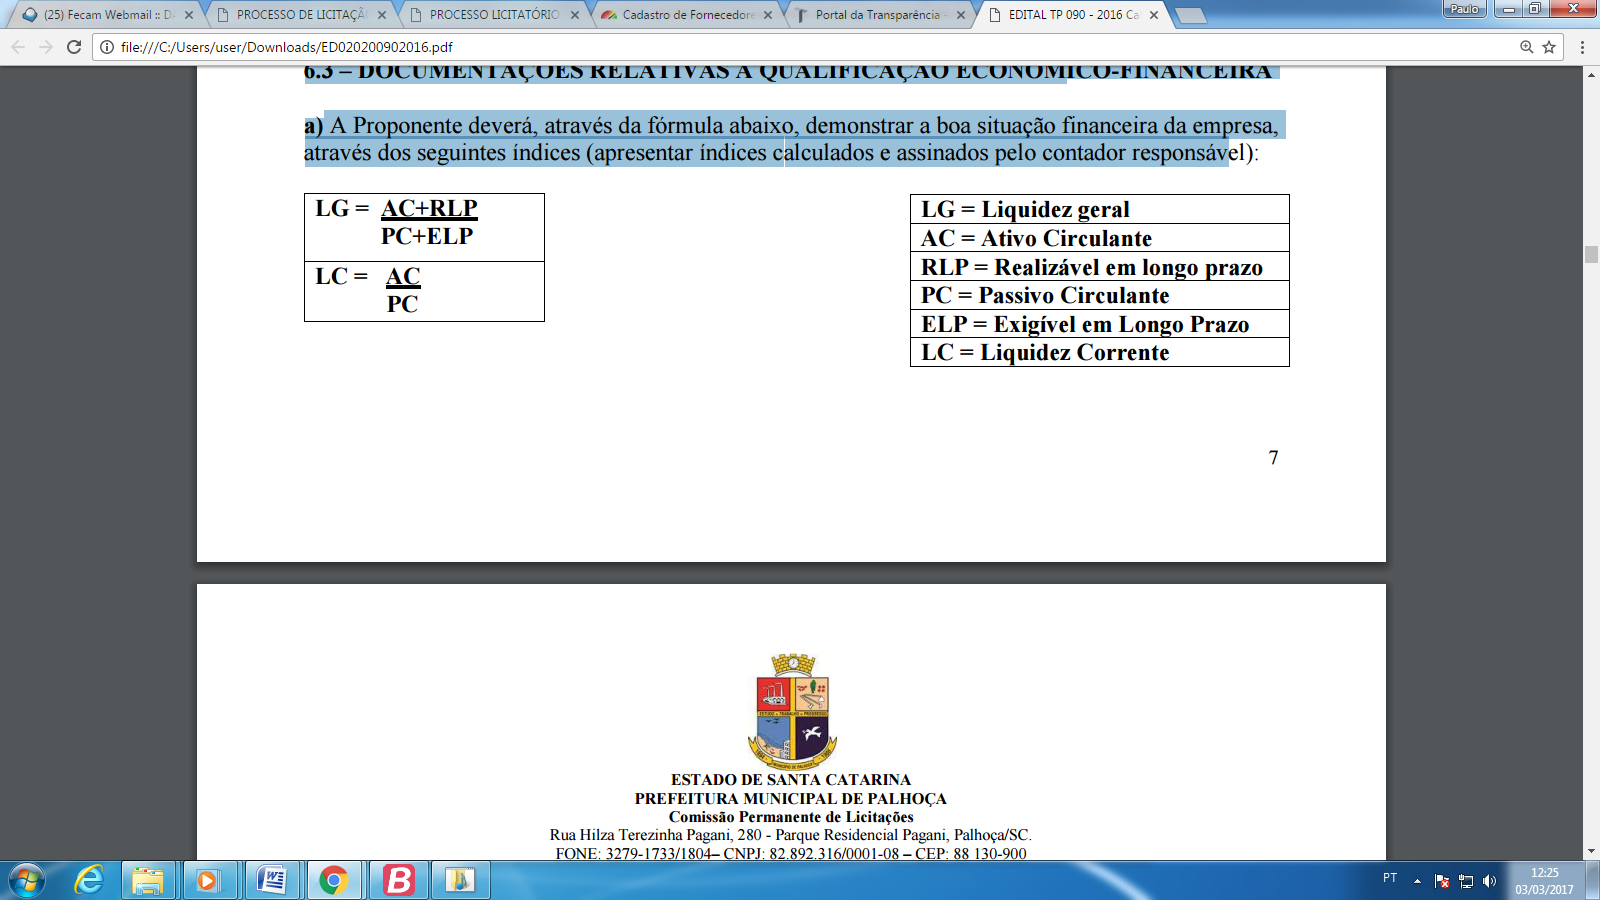 (25) Fecam Webmail :: D
PROCESSO DE LICITAÇÃ
PROCESSO LICITATÓRIO
Cadastro de Fornecedore
Portal da Transparência
EDITAL TP 090 - 2016 Ca
Paulo
file:///C:/Users/user/Downloads/ED020200902016.pdf
6.3 – DOCUMENTAÇÕES RELATIVAS À QUALIFICAÇÃO ECONÔMICO-FINANCEIRA
a) A Proponente deverá, através da fórmula abaixo, demonstrar a boa situação financeira da empresa,
através dos seguintes índices (apresentar índices calculados e assinados pelo contador responsável):
LG = AC+RLP
PC+ELP
LC = AC
PC
LG = Liquidez geral
AC = Ativo Circulante
RLP = Realizável em longo prazo
PC = Passivo Circulante
ELP = Exigível em Longo Prazo
LC = Liquidez Corrente
7
ESTADO DE SANTA CATARINA
PREFEITURA MUNICIPAL DE PALHOÇA
Comissão Permanente de Licitações
Rua Hilza Terezinha Pagani, 280 - Parque Residencial Pagani, Palhoça/SC.
FONE: 3279-1733/1804– CNPJ: 82.892.316/0001-08 – CEP: 88 130-900
PT
12:25
03/03/2017